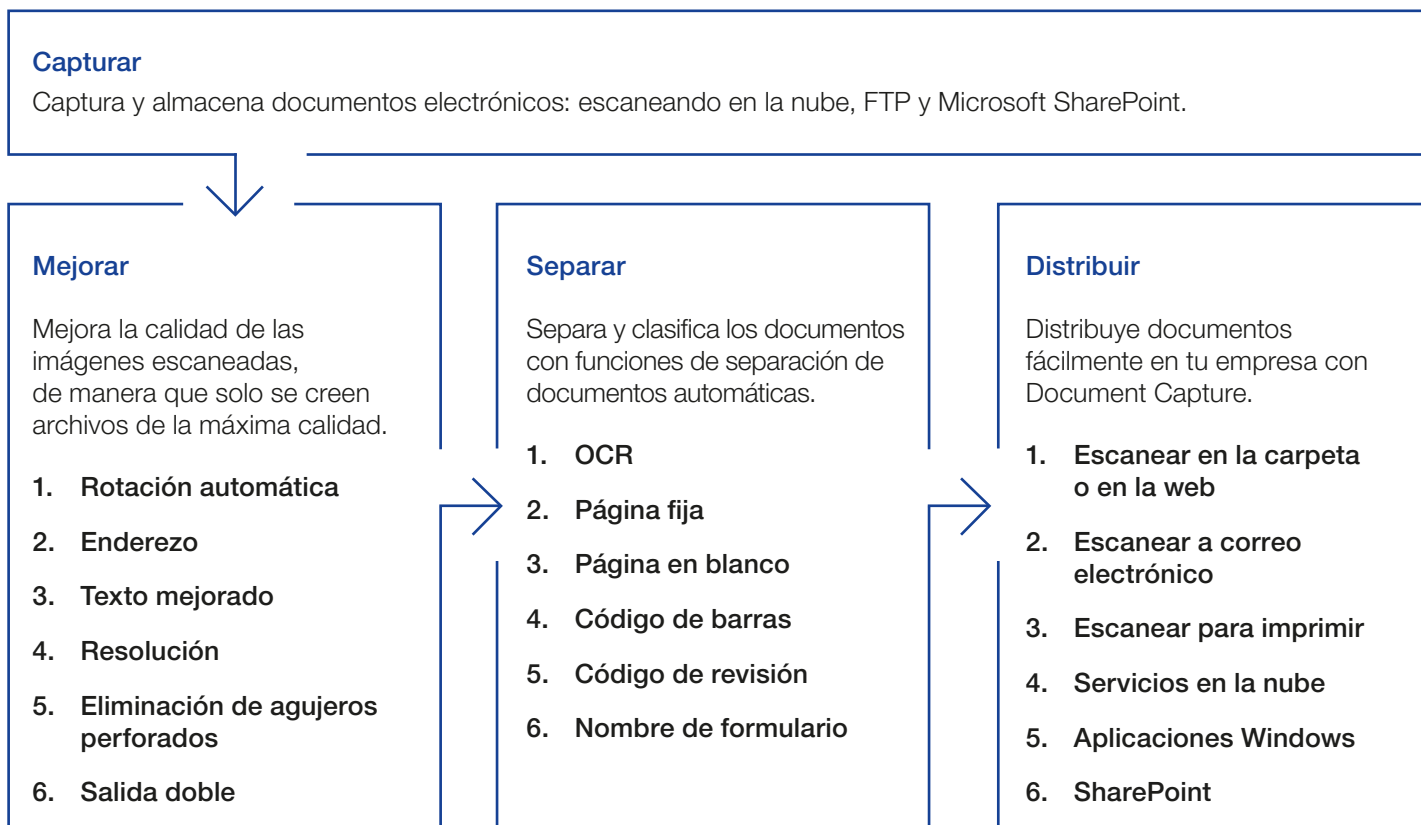 Capturar
Captura y almacena documentos electrónicos: escaneando en la nube, FTP y Microsoft SharePoint.
Mejorar
Mejora la calidad de las
imágenes escaneadas,
de manera que solo se creen
archivos de la máxima calidad.
1. Rotación automática
2. Enderezo
3. Texto mejorado
4. Resolución
5. Eliminación de agujeros
perforados
6. Salida doble
Separar
Separa y clasifica los documentos
con funciones de separación de
documentos automáticas.
1. OCR
2. Página fija
3. Página en blanco
4. Código de barras
5. Código de revisión
6. Nombre de formulario
Distribuir
Distribuye documentos
fácilmente en tu empresa con
Document Capture.
1. Escanear en la carpeta
o en la web
2. Escanear a correo
electrónico
3. Escanear para imprimir
4. Servicios en la nube
5. Aplicaciones Windows
6. SharePoint